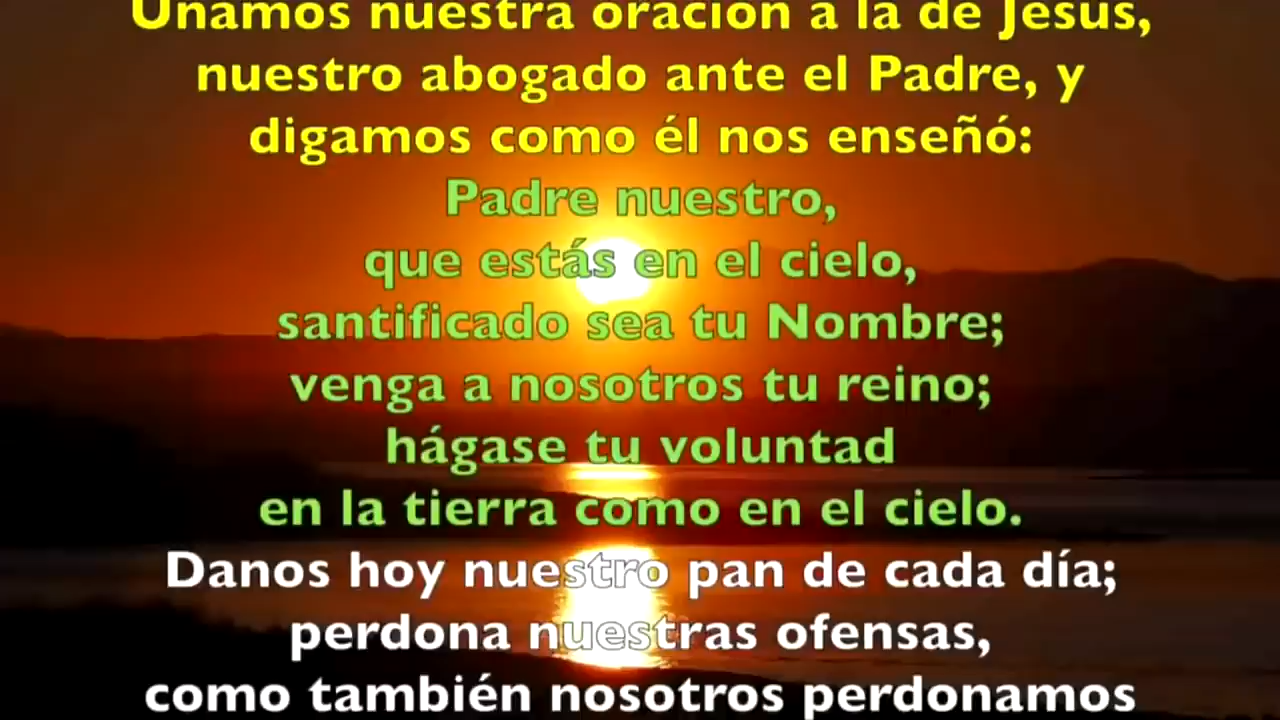 Unamos nuestra oración a la de Jesús,
nuestro abogado ante el Padre, y
digamos como él nos enseñó:
Padre nuestro,
que estás en el cielo,
santificado sea tu Nombre;
venga a nosotros tu reino;
hágase tu voluntad
en la tierra como en el cielo.
Danos hoy nuestro pan de cada día;
perdona nuestras ofensas,
como también nosotros perdonamos